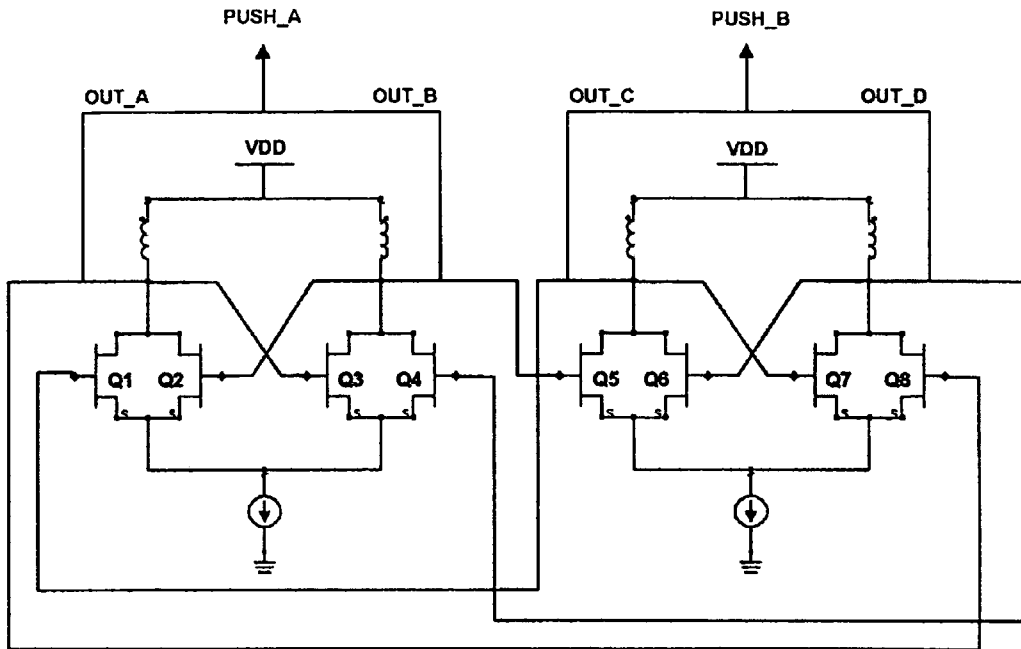 PUSH_A PUSH_B
OUT_A OUT_B OUT_C OUT_D
VDD VDD
Q1 Q2 Q3 Q4 Q5 Q6 Q7 Q8
S S S S S S S S